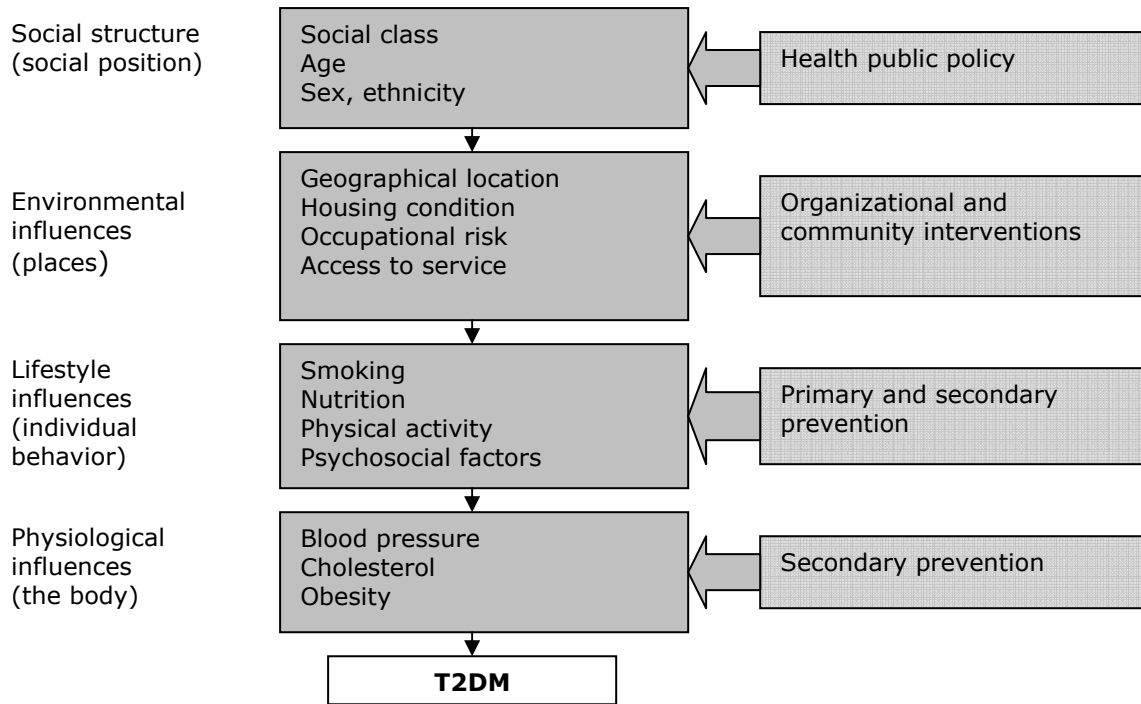 Social structure
(social position)
Social class
Age
Sex, ethnicity
Health public policy
Environmental
influences
(places)
Geographical location
Housing condition
Occupational risk
Access to service
Organizational and
community interventions
Lifestyle
influences
(individual
behavior)
Smoking
Nutrition
Physical activity
Psychosocial factors
Primary and secondary
prevention
Physiological
influences
(the body)
Blood pressure
Cholesterol
Obesity
Secondary prevention
T2DM